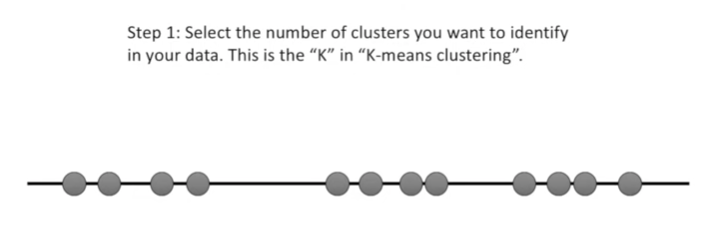 Step 1: Select the number of clusters you want to identify
in your data. This is the “K” in “K-means clustering”.